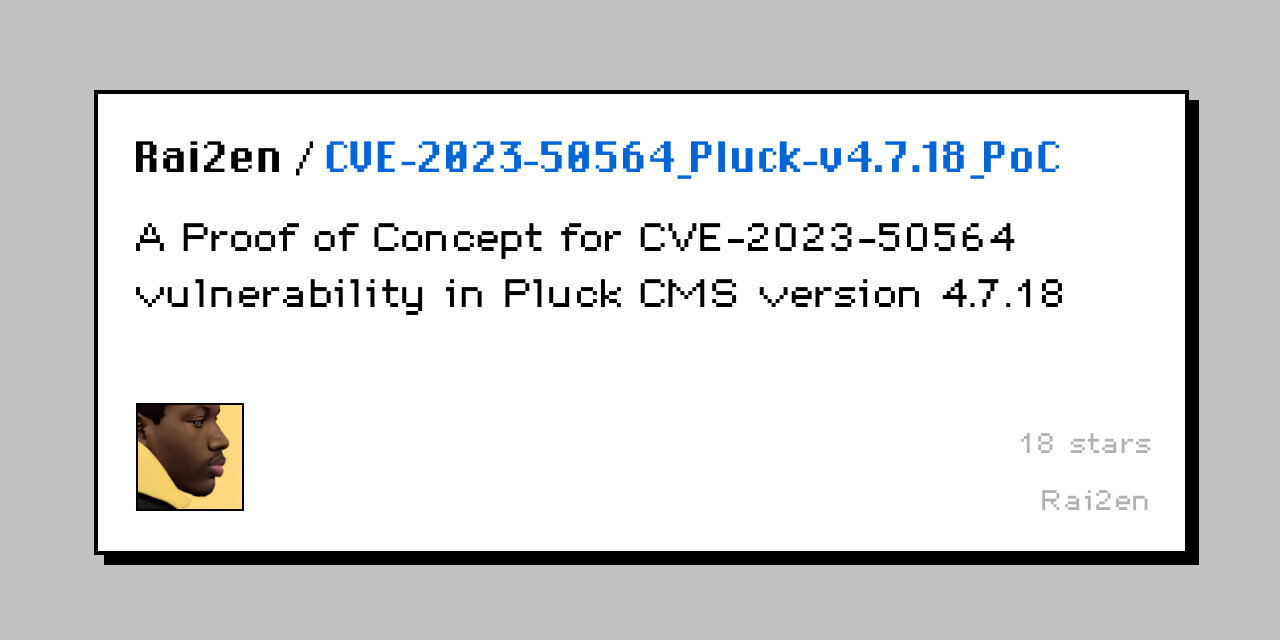 Rai2en / CVE-2023-50564_Pluck-v4.7.18_PoC
A Proof of Concept for CVE-2023-50564
vulnerability in Pluck CMS version 4.7.18
18 stars
Rai2en